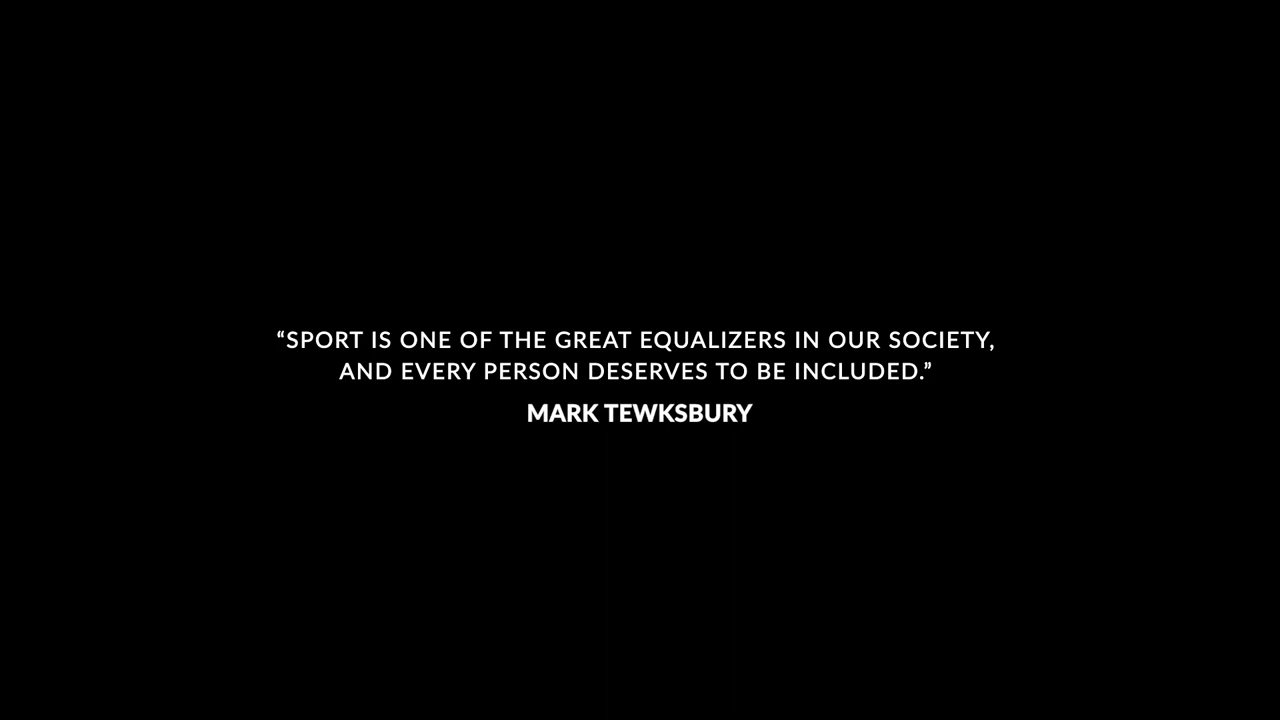 “SPORT IS ONE OF THE GREAT EQUALIZERS IN OUR SOCIETY,
AND EVERY PERSON DESERVES TO BE INCLUDED.”
MARK TEWKSBURY